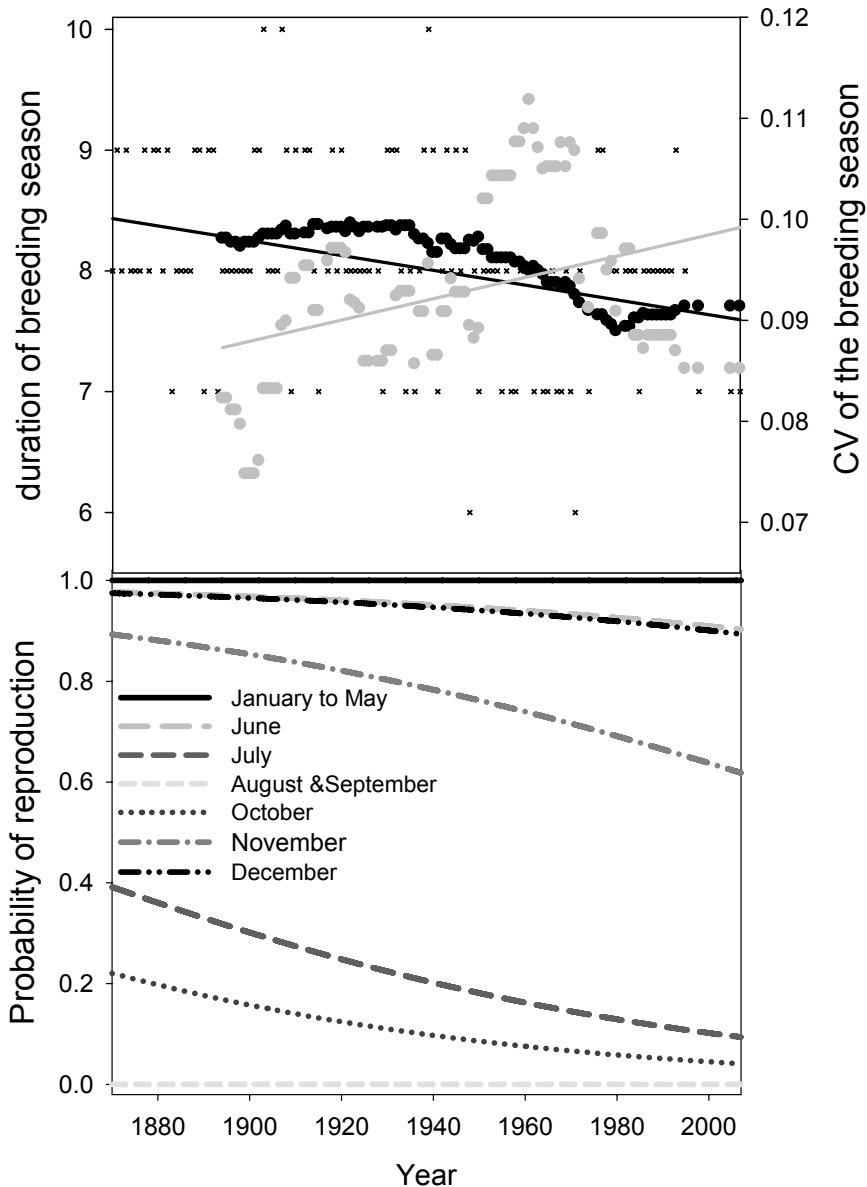 duration of breeding season
10
9
8
7
6
CV of the breeding season
0.12
0.11
0.10
0.09
0.08
0.07
Probability of reproduction
1.0
0.8
0.6
0.4
0.2
0.0
January to May
June
July
August &September
October
November
December
1880 1900 1920 1940 1960 1980 2000
Year